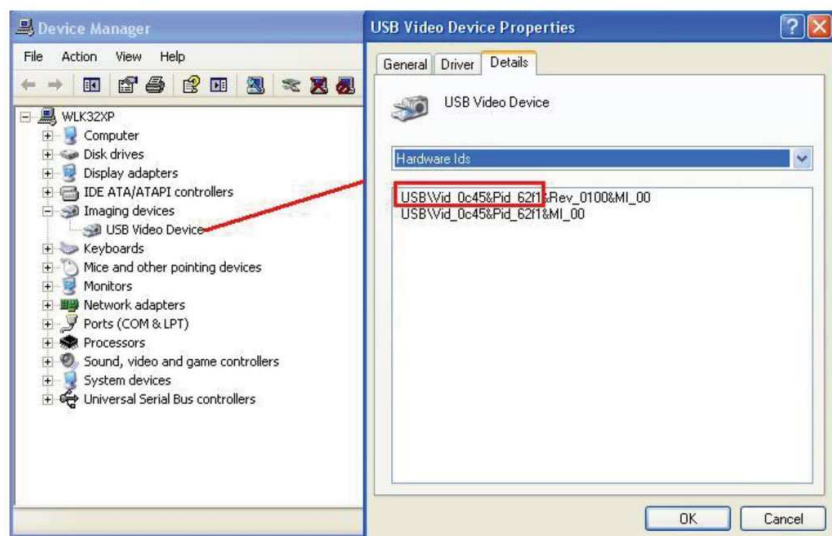 Device Manager
File Action View Help
WLK32XP
Computer
Disk drives
Display adapters
IDE ATA/ATAPI controllers
Imaging devices
USB Video Device
Keyboards
Mice and other pointing devices
Monitors
Network adapters
Ports (COM & LPT)
Processors
Sound, video and game controllers
System devices
Universal Serial Bus controllers
USB Video Device Properties
General Driver Details
USB Video Device
Hardware Ids
USB\Vid_0c45&Pid_62f1&Rev_0100&MI_00
USB\Vid_0c45&Pid_62f1&MI_00
OK Cancel